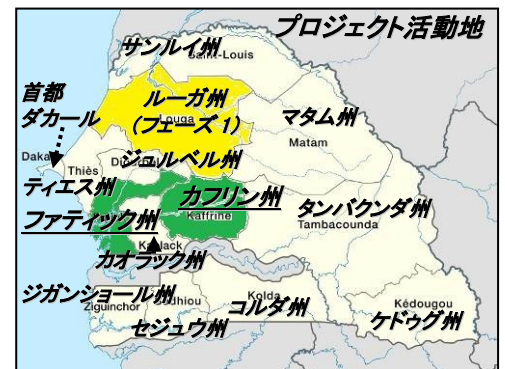 プロジェクト活動地
サンルイ州
Saint-Louis
首都
ダカール
ルーガ州
Louga
(フェーズ1)
マタム州
Matam
ジュルベル州
Thiès
ティエス州
カフリン州
Kaffrine
ファティック州
タンバクンダ州
Tambacounda
カオラック州
ジガンショール州
Ziguinchor
セジュウ州
Kolda
コルダ州
Kédougou
ケドゥグ州